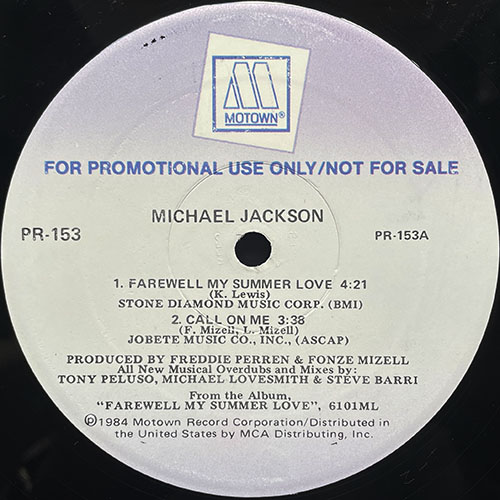 M
MOTOWN®
FOR PROMOTIONAL USE ONLY/NOT FOR SALE
MICHAEL JACKSON
PR-153
PR-153A
1. FAREWELL MY SUMMER LOVE 4:21
(K. Lewis)
STONE DIAMOND MUSIC CORP. (BMI)
2. CALL ON ME 3:38
(F. Mizell, L. Mizell)
JOBETE MUSIC CO., INC., (ASCAP)
PRODUCED BY FREDDIE PERREN & FONZE MIZELL
All New Musical Overdubs and Mixes by:
TONY PELUSO, MICHAEL LOVESMITH & STEVE BARRI
From the Album,
"FAREWELL MY SUMMER LOVE", 6101ML
℗1984 Motown Record Corporation/Distributed in
the United States by MCA Distributing, Inc.